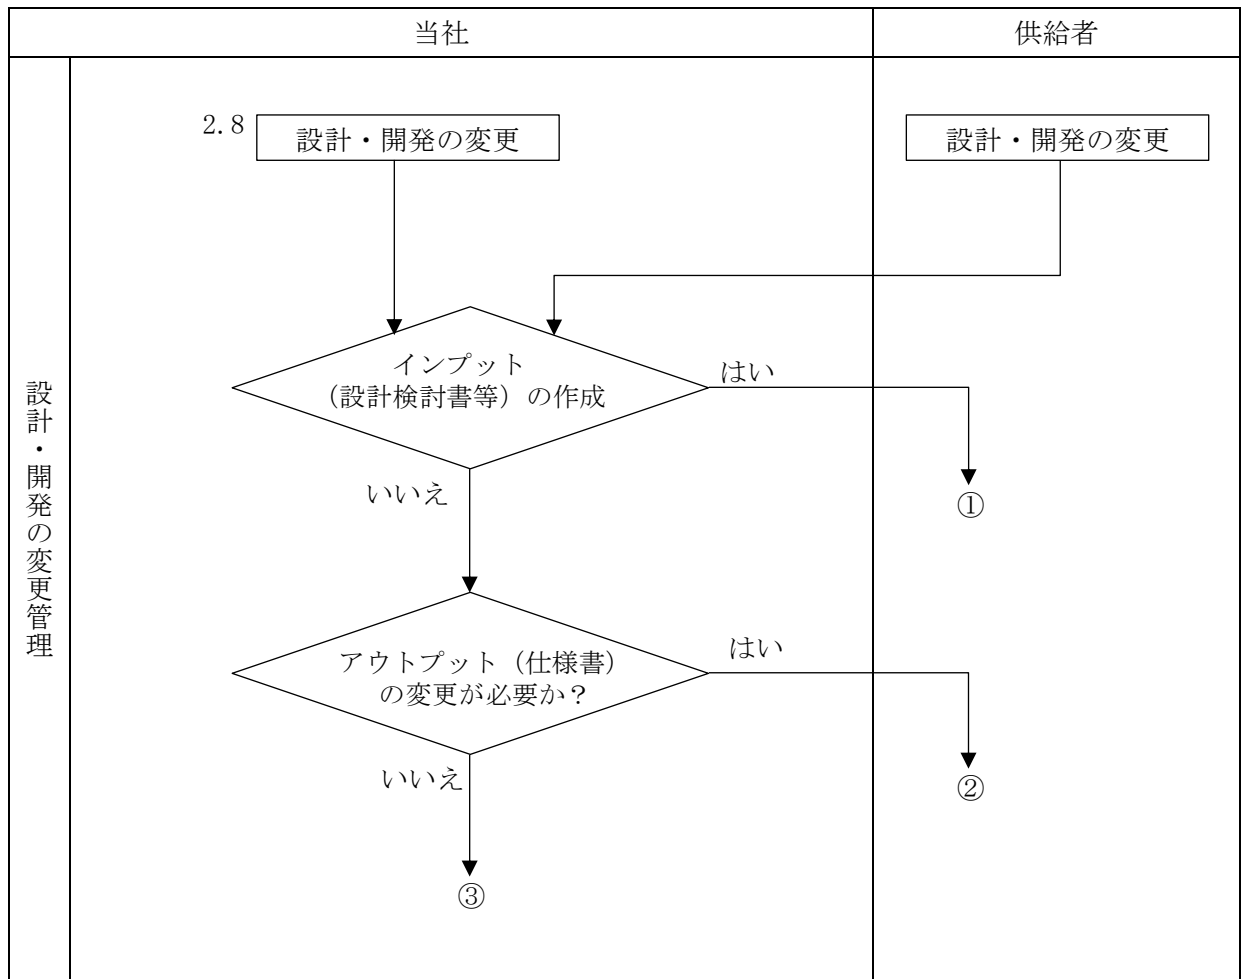 当社
供給者
設計・開発の変更管理
2.8
設計・開発の変更
設計・開発の変更
インプット
（設計検討書等）の作成
はい
①
いいえ
アウトプット（仕様書）
の変更が必要か？
はい
②
いいえ
③